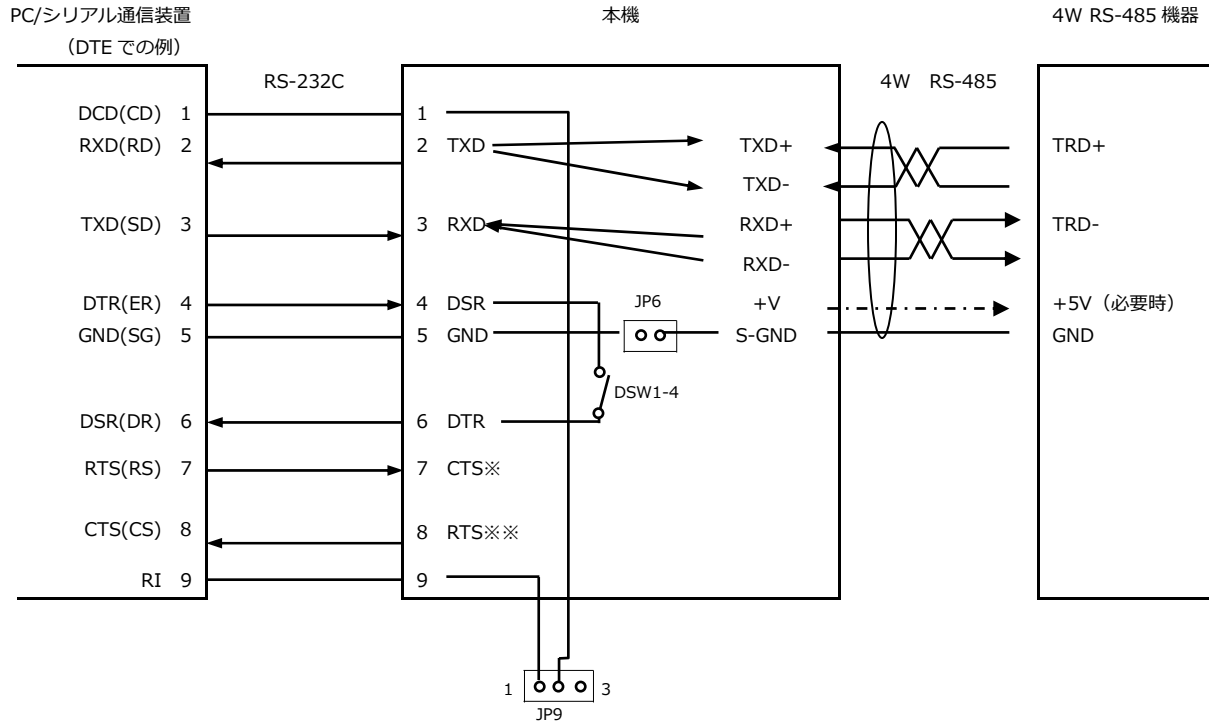 PC/シリアル通信装置 本機 4W RS-485 機器
（DTE での例）
RS-232C 4W RS-485
DCD(CD) 1 1
RXD(RD) 2 2 TXD TXD+ TRD+
TXD-
TXD(SD) 3 3 RXD RXD+ TRD-
RXD-
DTR(ER) 4 4 DSR JP6 +V +5V（必要時）
GND(SG) 5 5 GND S-GND GND
DSW1-4
DSR(DR) 6 6 DTR
RTS(RS) 7 7 CTS※
CTS(CS) 8 8 RTS※※
RI 9 9
1 3
JP9